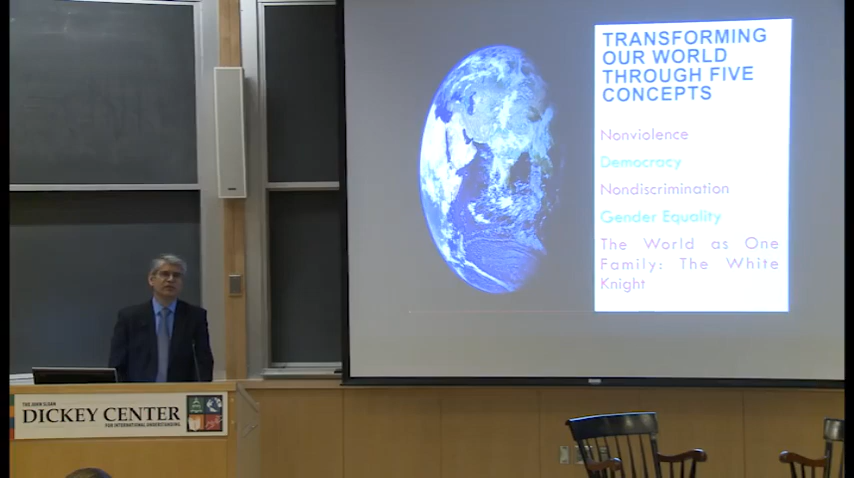 TRANSFORMING
OUR WORLD
THROUGH FIVE
CONCEPTS
Nonviolence
Democracy
Nondiscrimination
Gender Equality
The World as One
Family: The White
Knight
THE JOHN SLOAN
DICKEY CENTER
FOR INTERNATIONAL UNDERSTANDING